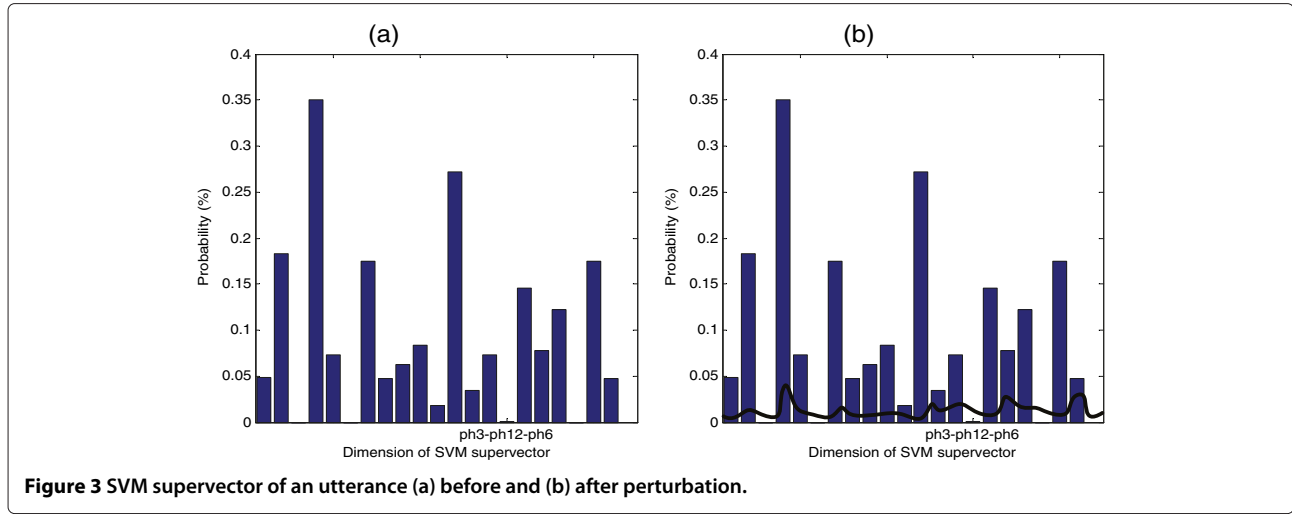 (a)
0.4
0.35
0.3
0.25
0.2
0.15
0.1
0.05
0
Probability (%)
ph3-ph12-ph6
Dimension of SVM supervector
(b)
0.4
0.35
0.3
0.25
0.2
0.15
0.1
0.05
0
Probability (%)
ph3-ph12-ph6
Dimension of SVM supervector
Figure 3 SVM supervector of an utterance (a) before and (b) after perturbation.